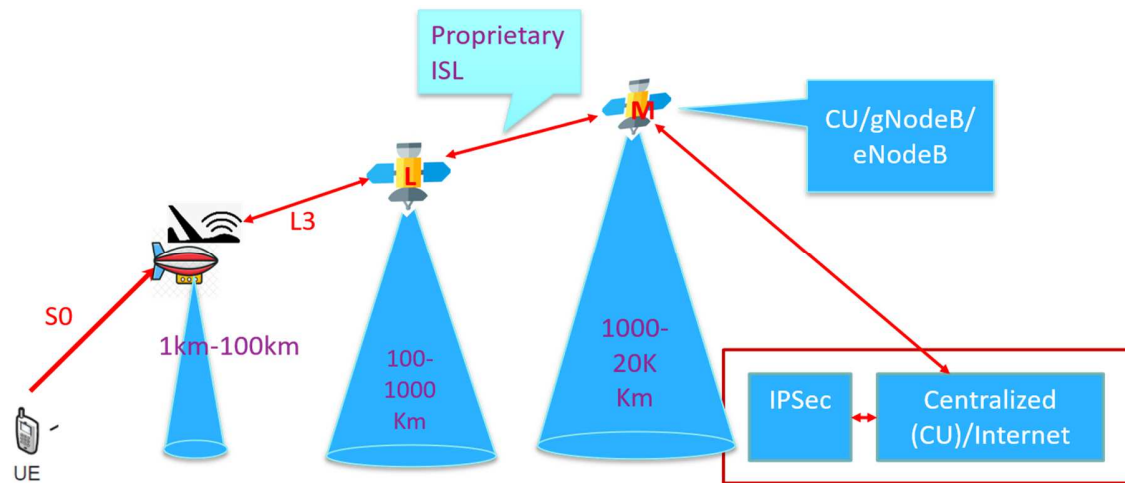 Proprietary
ISL
M
CU/gNodeB/
eNodeB
L
L3
S0
1km-100km
100-
1000
Km
1000-
20K
Km
IPSec
Centralized
(CU)/Internet
UE